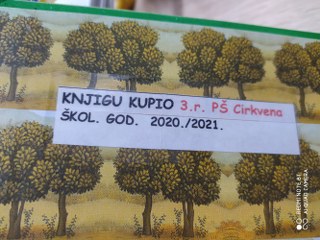 KNJIGU KUPIO 3.r. PŠ Cirkvena
ŠKOL. GOD. 2020./2021.